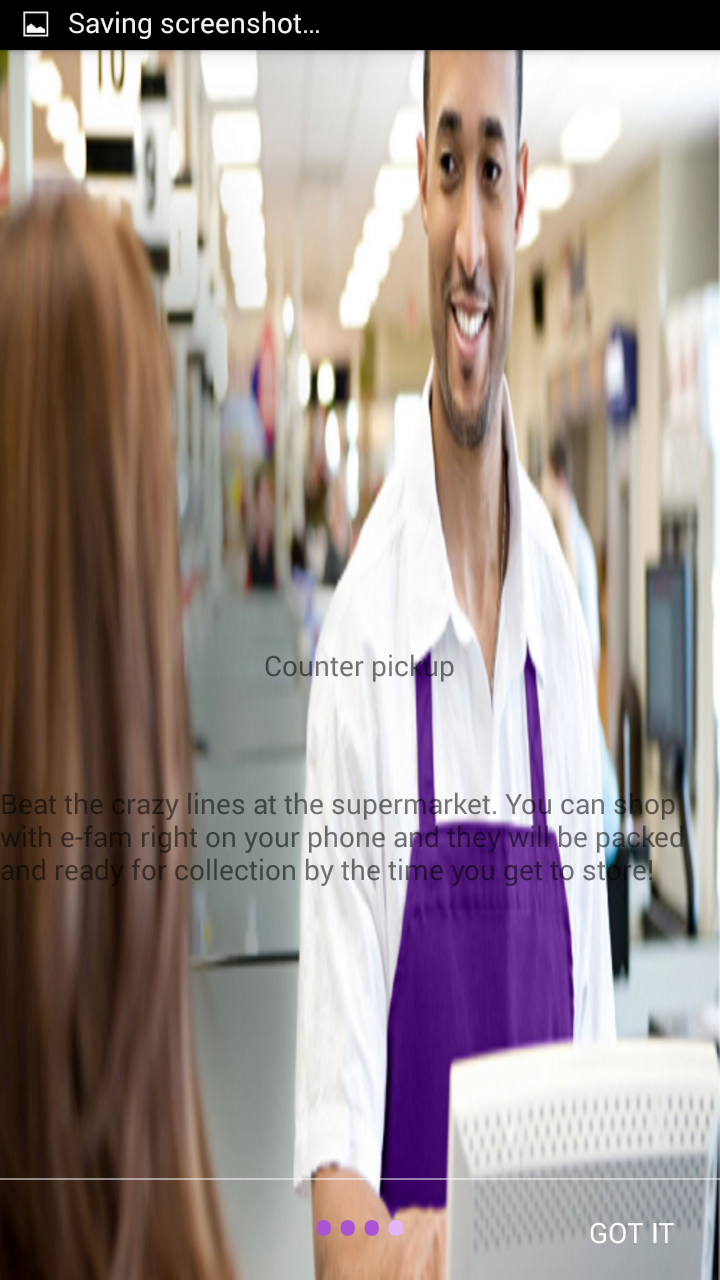 Saving screenshot...
10
9
Counter pickup
Beat the crazy lines at the supermarket. You can shop
with e-fam right on your phone and they will be packed
and ready for collection by the time you get to store!
GOT IT